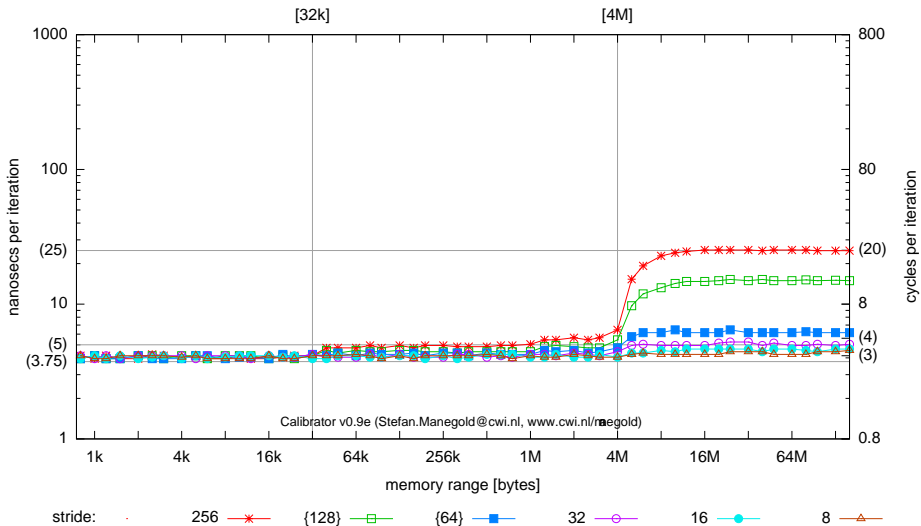 [32k] [4M]
1000 800
100 80
(25) (20)
10 8
(5) (4)
(3.75) (3)
1 0.8
nanosecs per iteration
cycles per iteration
Calibrator v0.9e (Stefan.Manegold@cwi.nl, www.cwi.nl/~manegold)
1k 4k 16k 64k 256k 1M 4M 16M 64M
memory range [bytes]
stride: 256 {128} {64} 32 16 8